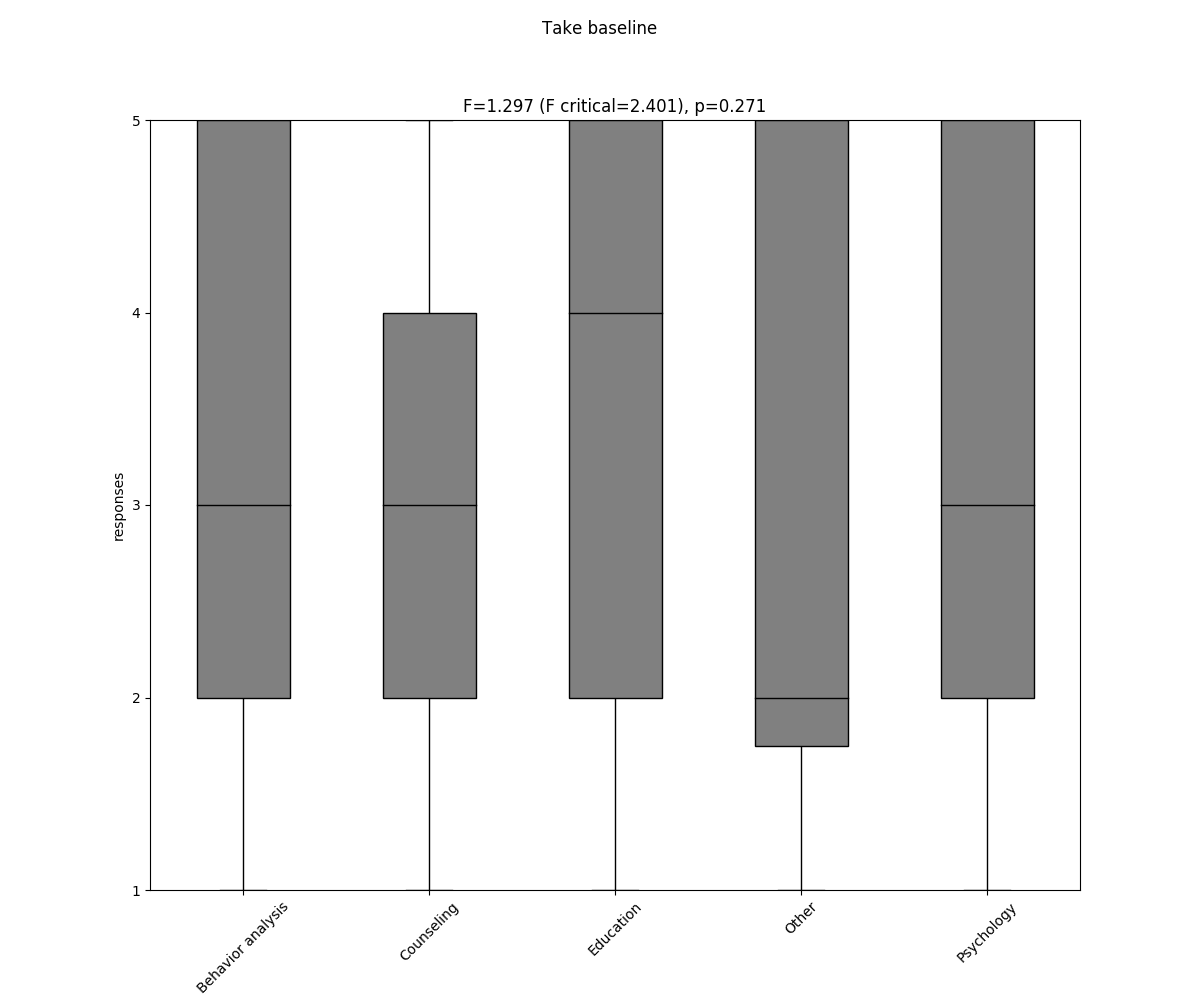 Take baseline
F=1.297 (F critical=2.401), p=0.271
5
4
3
2
1
responses
Behavior analysis
Counseling
Education
Other
Psychology